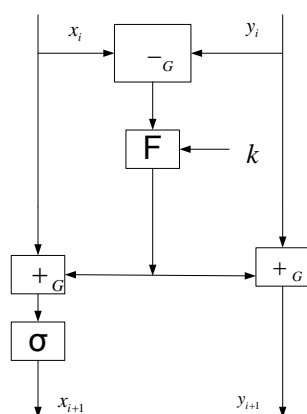 x_i y_i
−_G
F
k
+_G +_G
σ
x_{i+1} y_{i+1}